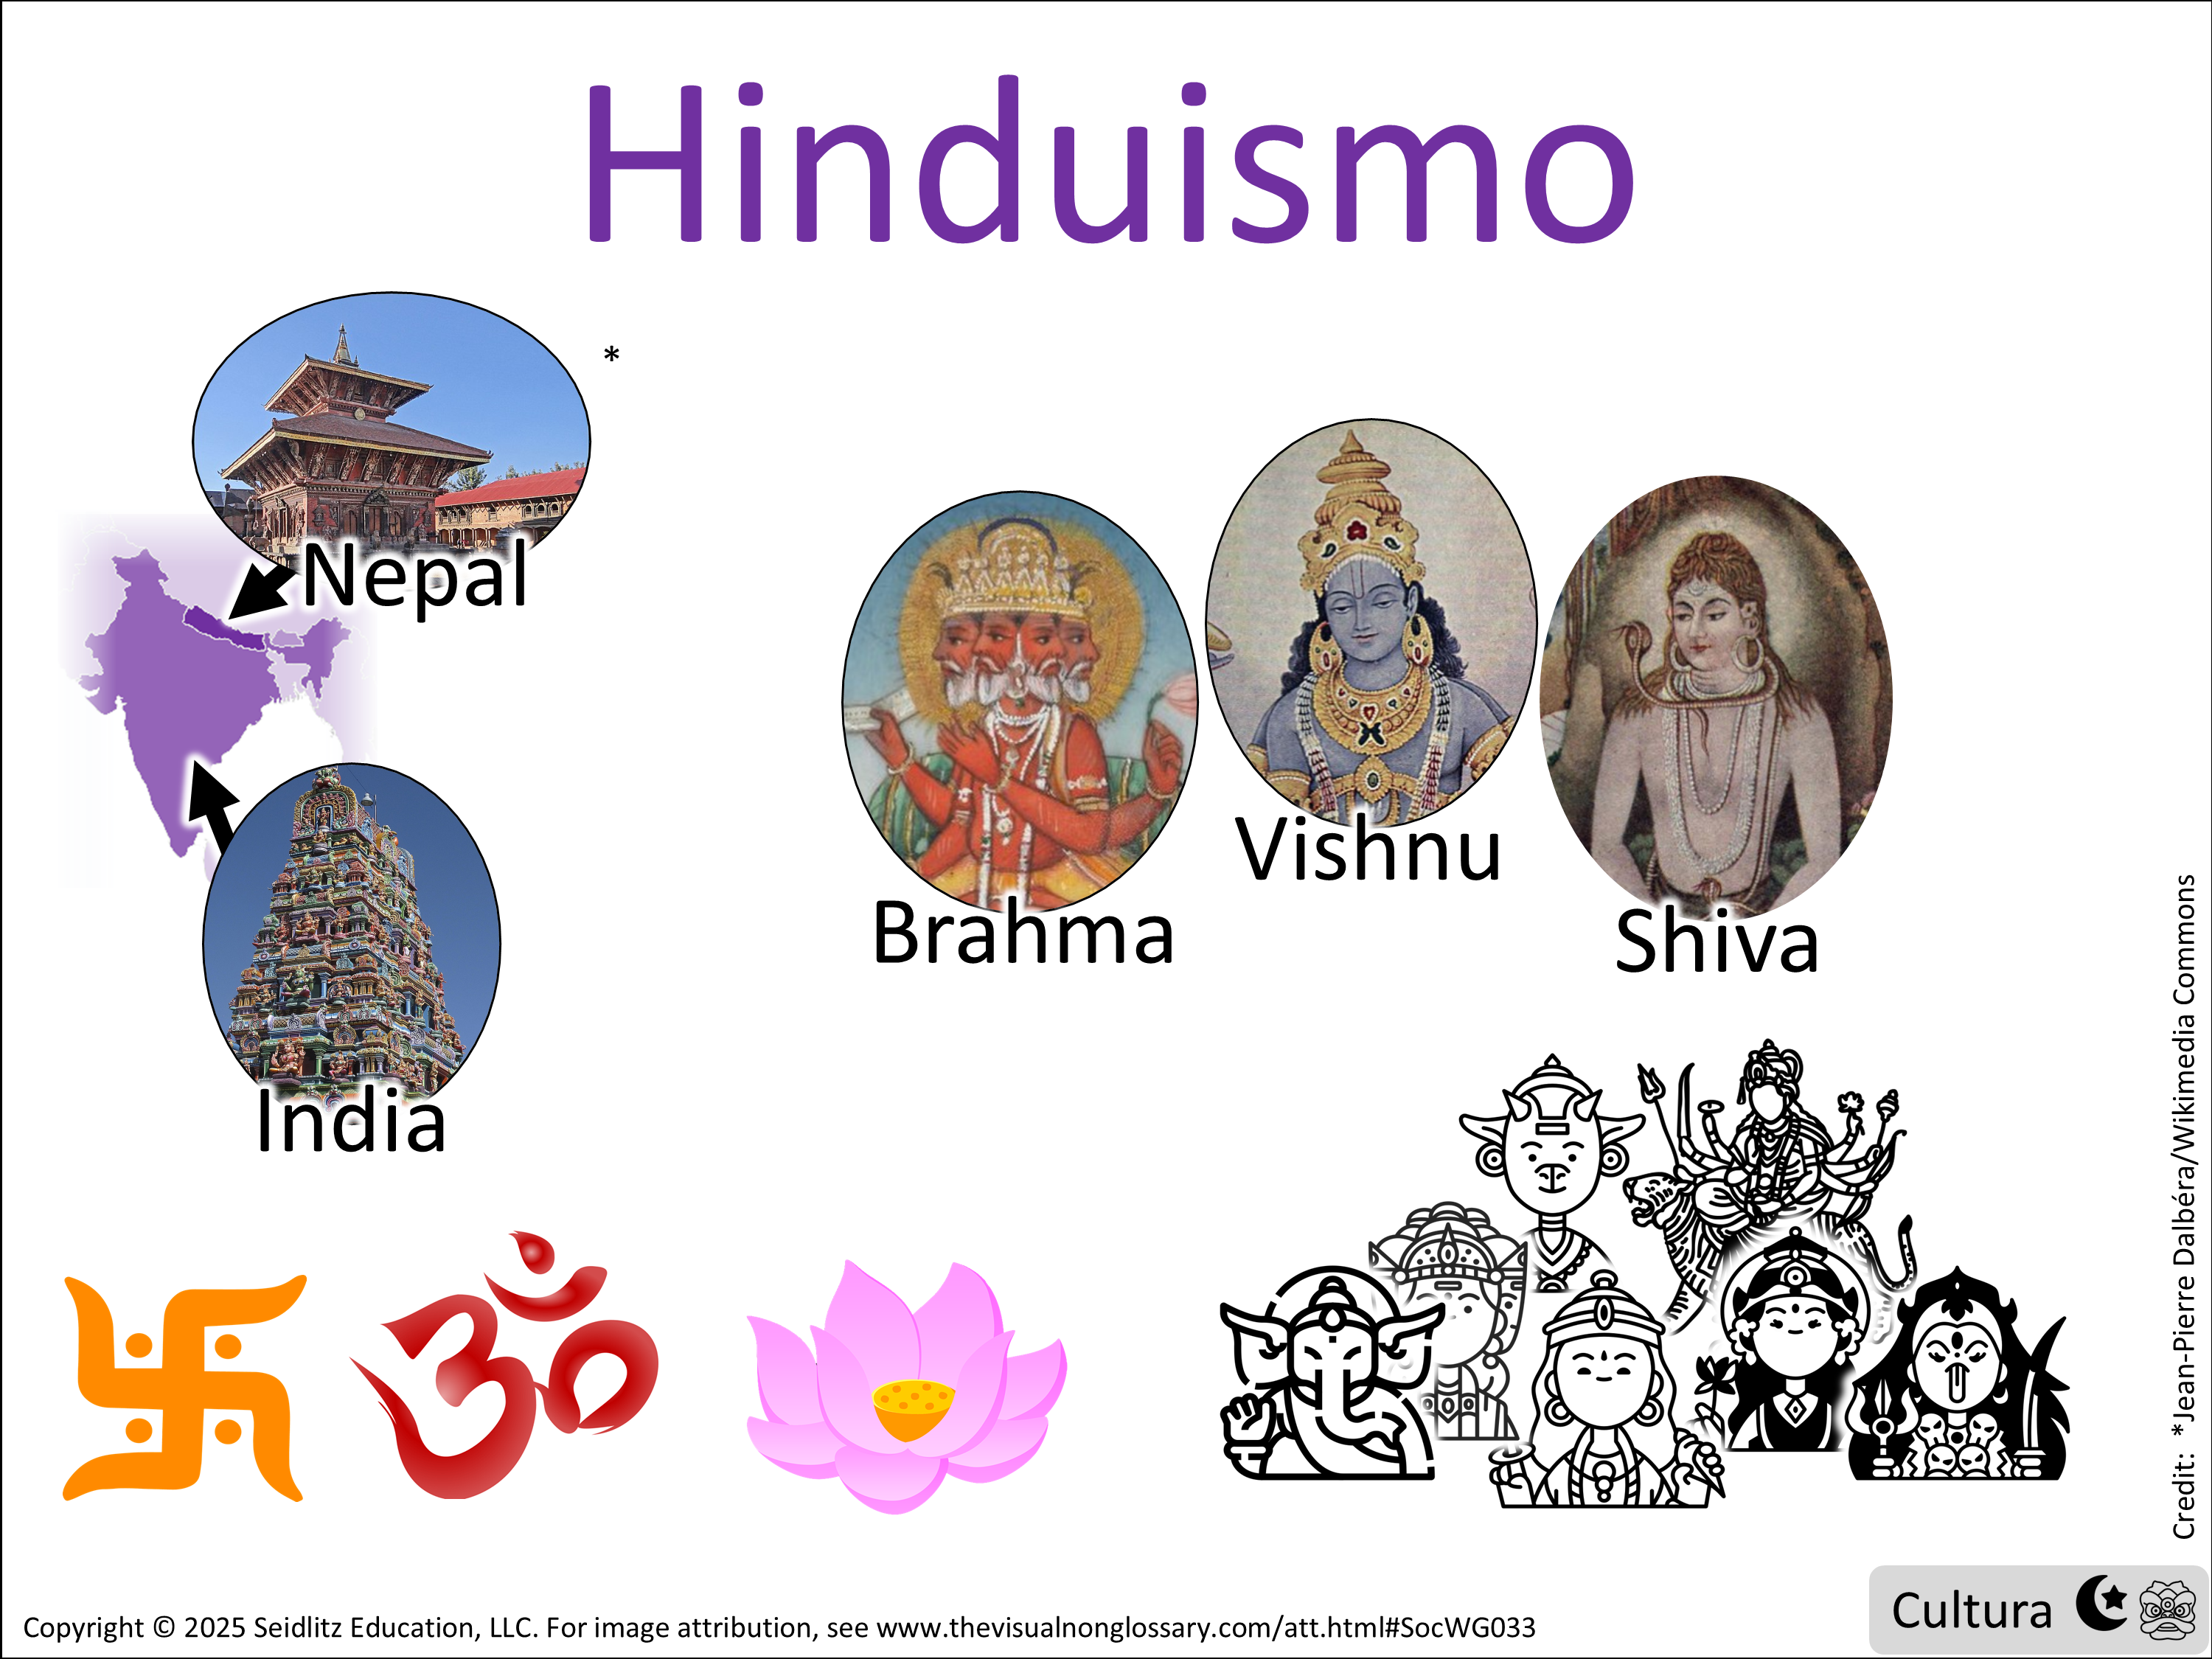 Hinduismo
*
Nepal
India
Brahma
Vishnu
Shiva
ॐ
Credit: *Jean-Pierre Dalbéra/Wikimedia Commons
Cultura
Copyright © 2025 Seidlitz Education, LLC. For image attribution, see www.thevisualnonglossary.com/att.html#SocWG033